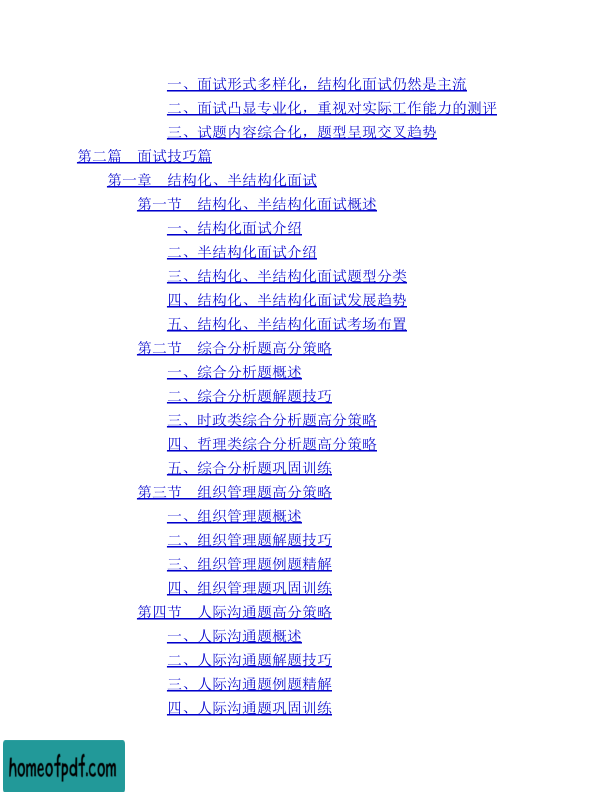 一、面试形式多样化，结构化面试仍然是主流
二、面试凸显专业化，重视对实际工作能力的测评
三、试题内容综合化，题型呈现交叉趋势
第二篇　面试技巧篇
第一章　结构化、半结构化面试
第一节　结构化、半结构化面试概述
一、结构化面试介绍
二、半结构化面试介绍
三、结构化、半结构化面试题型分类
四、结构化、半结构化面试发展趋势
五、结构化、半结构化面试考场布置
第二节　综合分析题高分策略
一、综合分析题概述
二、综合分析题解题技巧
三、时政类综合分析题高分策略
四、哲理类综合分析题高分策略
五、综合分析题巩固训练
第三节　组织管理题高分策略
一、组织管理题概述
二、组织管理题解题技巧
三、组织管理题例题精解
四、组织管理题巩固训练
第四节　人际沟通题高分策略
一、人际沟通题概述
二、人际沟通题解题技巧
三、人际沟通题例题精解
四、人际沟通题巩固训练
homeofpdf.com